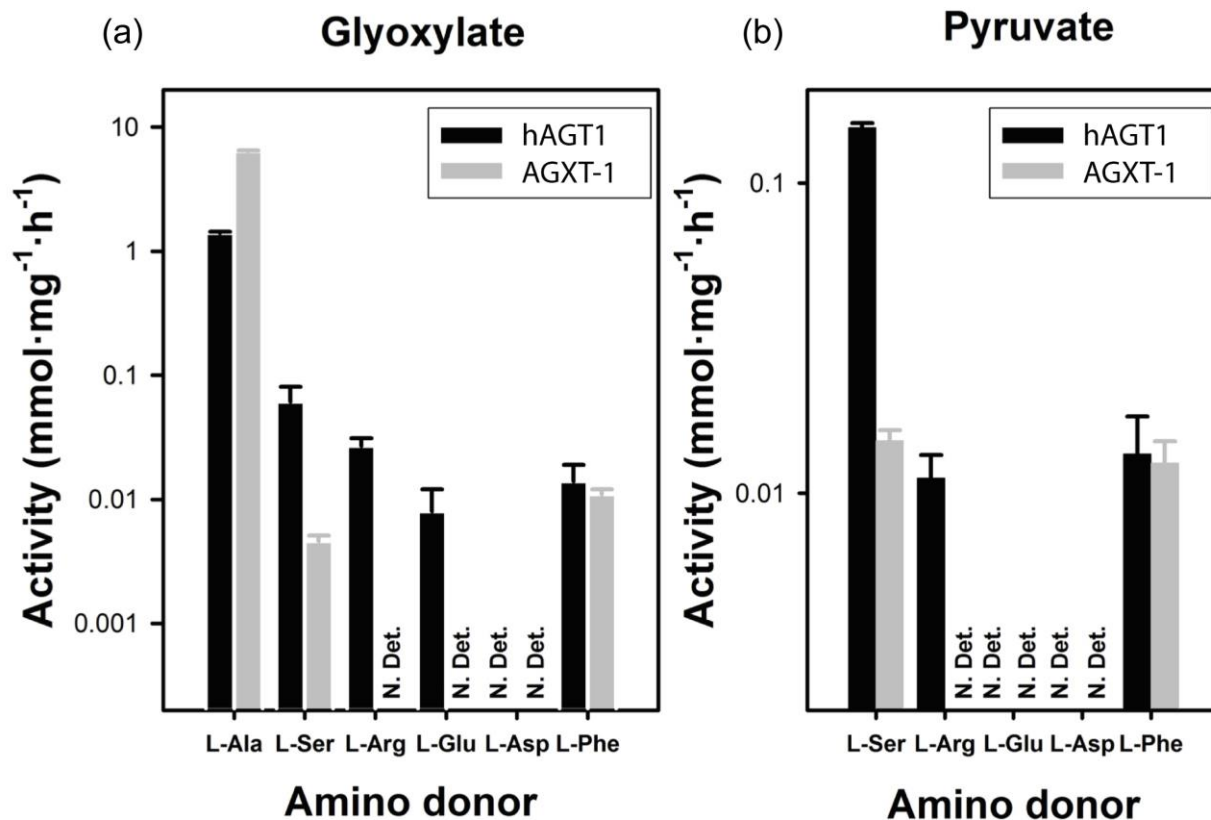 (a) Glyoxylate
hAGT1
AGXT-1
10
1
0.1
0.01
0.001
Activity (mmol·mg⁻¹·h⁻¹)
N. Det.
N. Det.
N. Det.
N. Det.
L-Ala L-Ser L-Arg L-Glu L-Asp L-Phe
Amino donor
(b) Pyruvate
hAGT1
AGXT-1
0.1
0.01
Activity (mmol·mg⁻¹·h⁻¹)
N. Det.
N. Det.
N. Det.
N. Det.
N. Det.
L-Ser L-Arg L-Glu L-Asp L-Phe
Amino donor